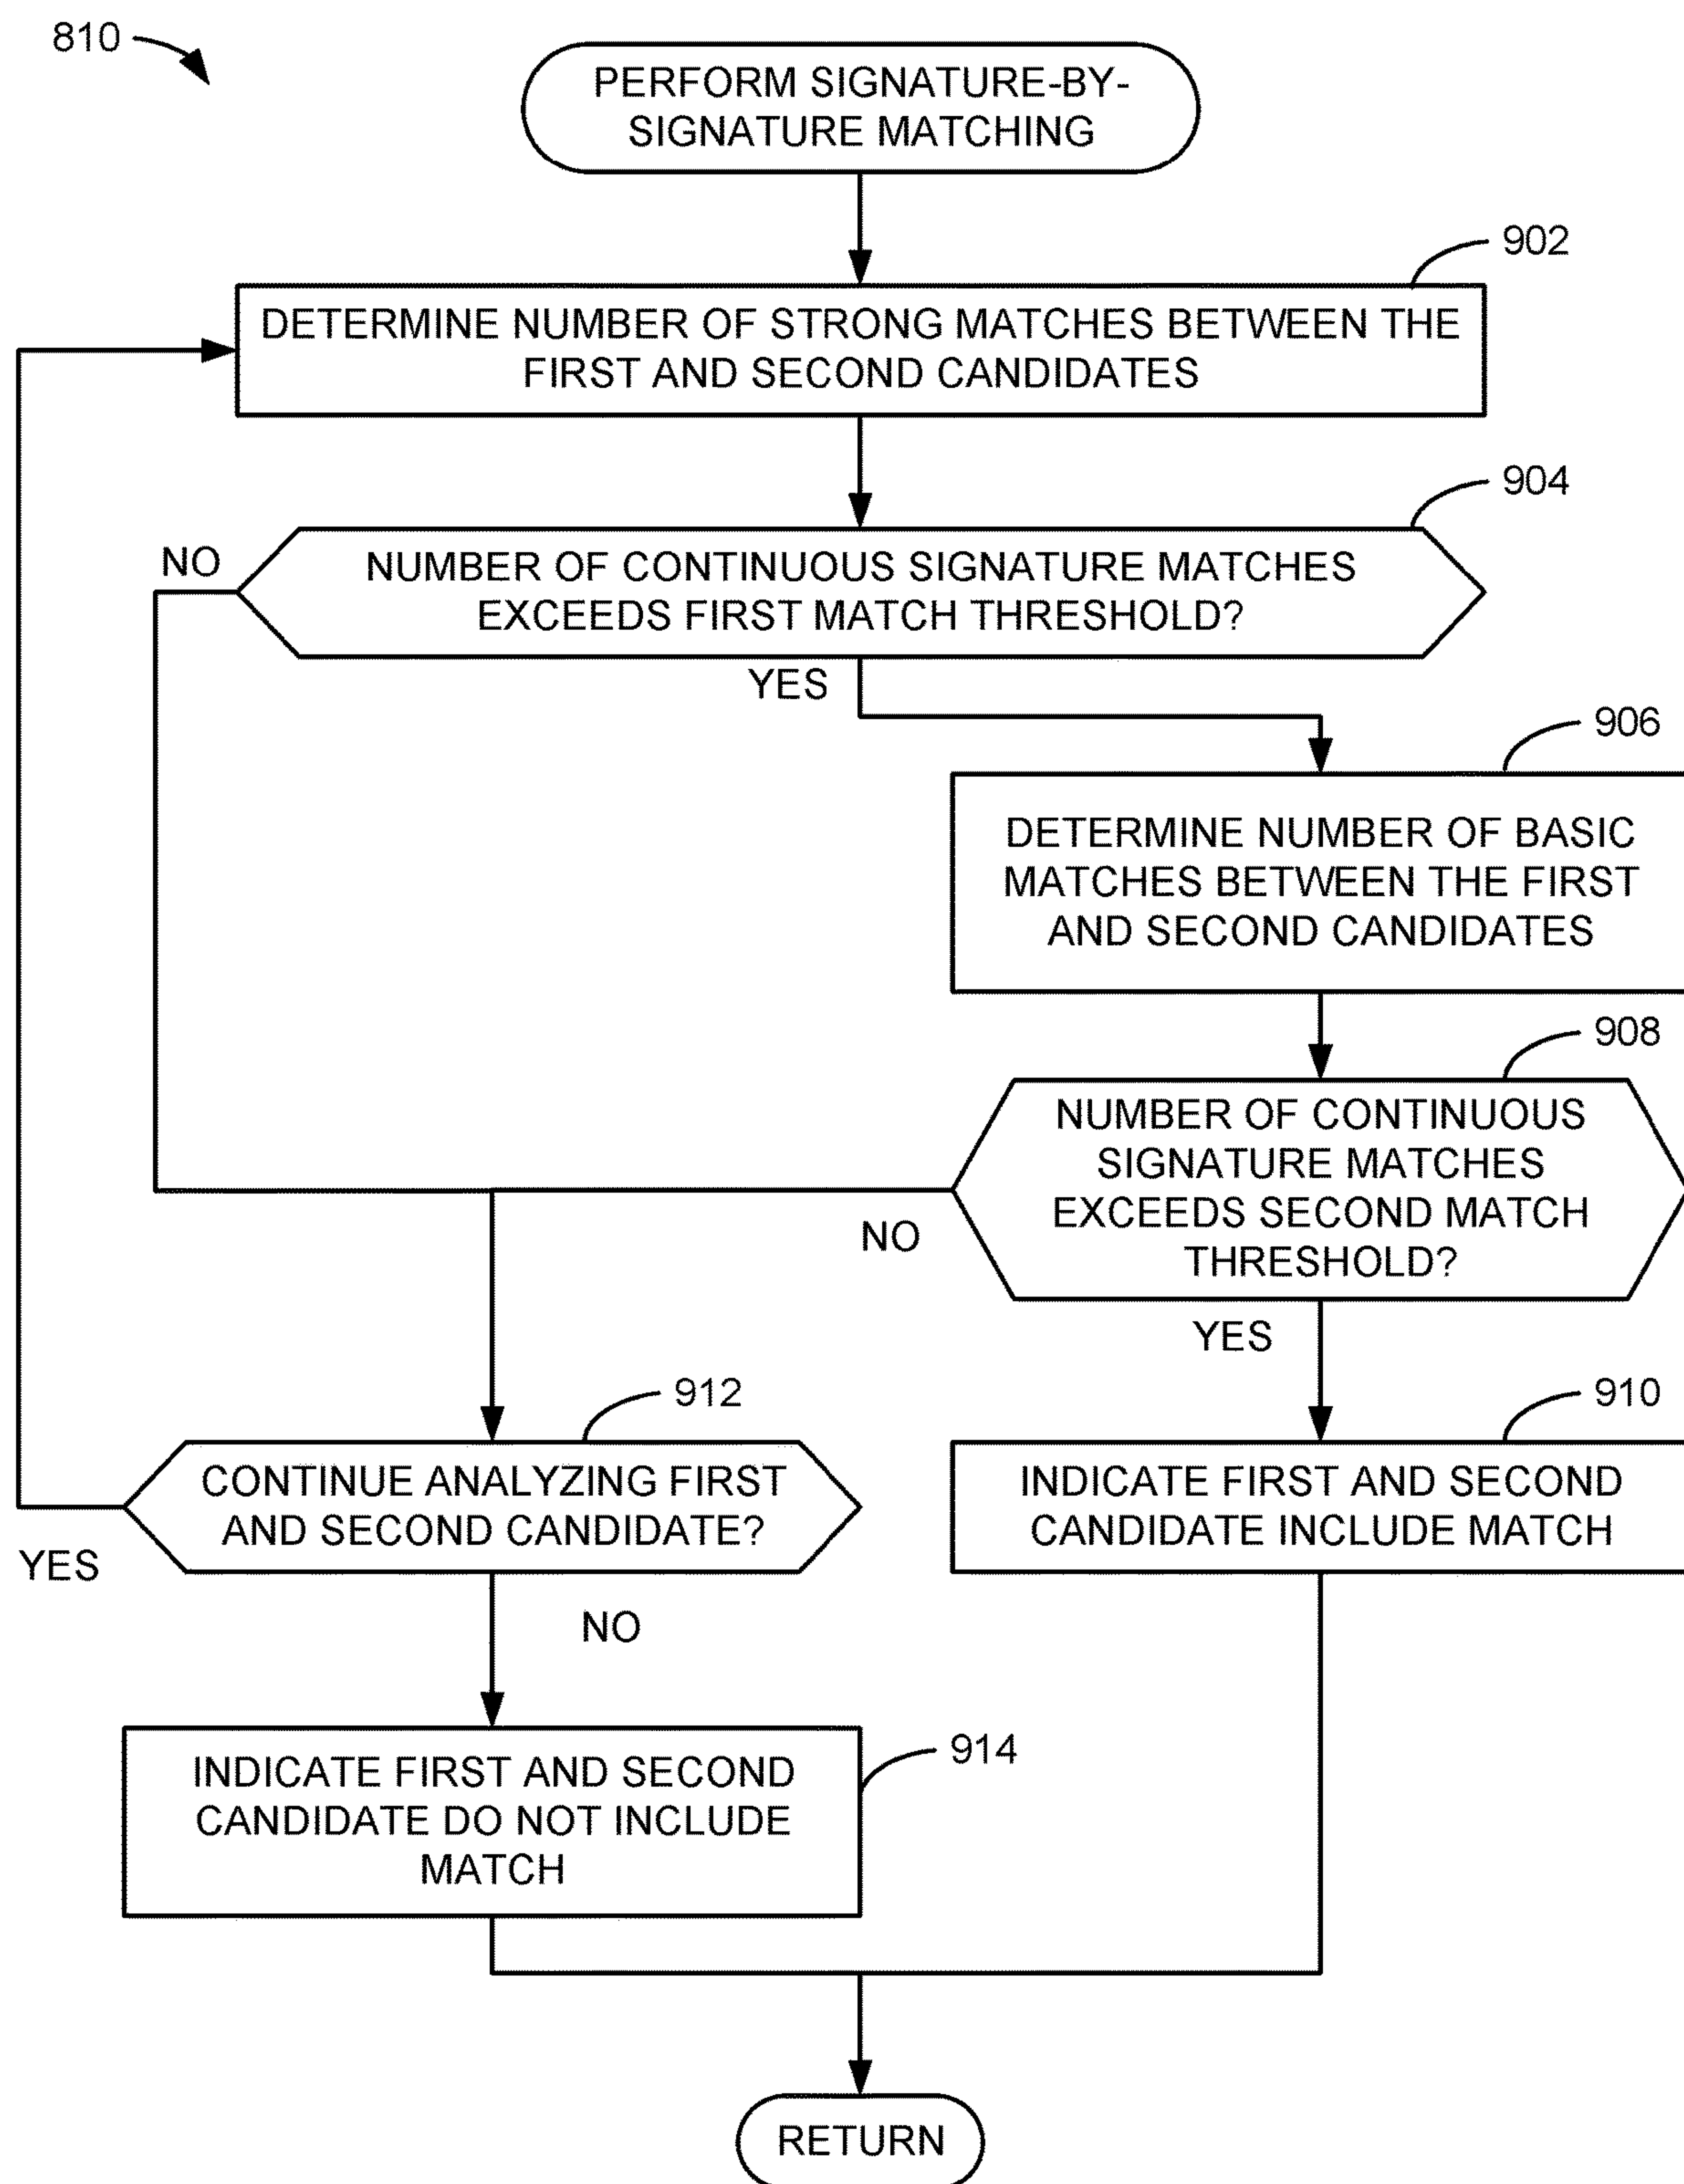 810
PERFORM SIGNATURE-BY-
SIGNATURE MATCHING
902
DETERMINE NUMBER OF STRONG MATCHES BETWEEN THE
FIRST AND SECOND CANDIDATES
904
NO
NUMBER OF CONTINUOUS SIGNATURE MATCHES
EXCEEDS FIRST MATCH THRESHOLD?
YES
906
DETERMINE NUMBER OF BASIC
MATCHES BETWEEN THE FIRST
AND SECOND CANDIDATES
908
NUMBER OF CONTINUOUS
SIGNATURE MATCHES
EXCEEDS SECOND MATCH
THRESHOLD?
NO
YES
912
910
CONTINUE ANALYZING FIRST
AND SECOND CANDIDATE?
YES
INDICATE FIRST AND SECOND
CANDIDATE INCLUDE MATCH
NO
914
INDICATE FIRST AND SECOND
CANDIDATE DO NOT INCLUDE
MATCH
RETURN